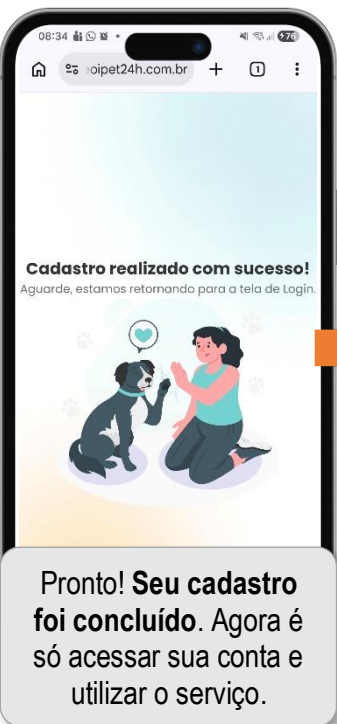 08:34
oipet24h.com.br
1
76
Cadastro realizado com sucesso!
Aguarde, estamos retornando para a tela de Login.
Pronto! Seu cadastro
foi concluído. Agora é
só acessar sua conta e
utilizar o serviço.